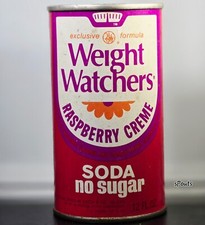 exclusive formula
Weight
Watchers
RASPBERRY CREME
SODA
no sugar